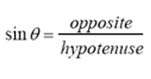 sin θ = opposite / hypotenuse